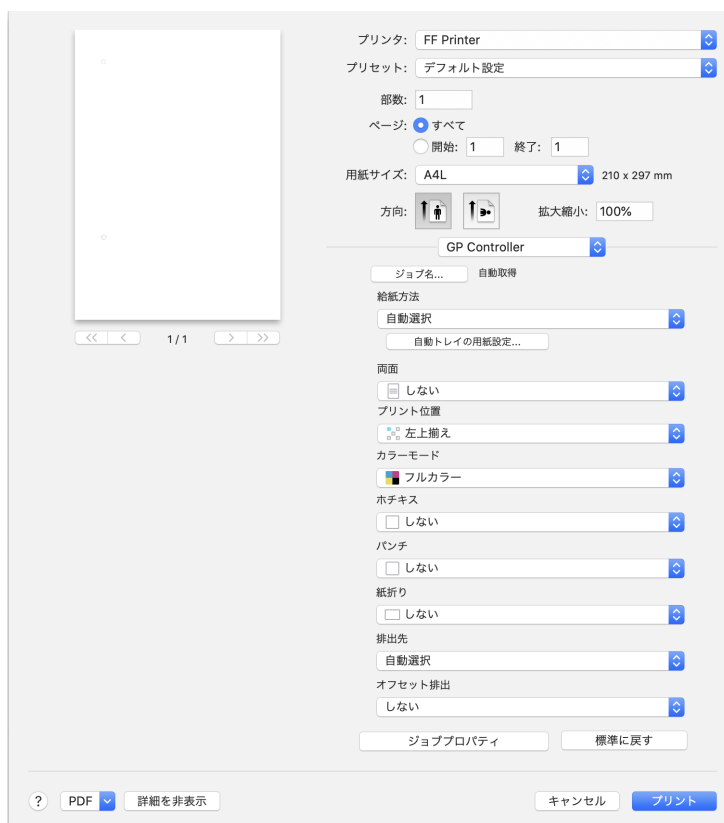 プリンタ: FF Printer
プリセット: デフォルト設定
部数: 1
ページ: すべて
開始: 1 終了: 1
用紙サイズ: A4L 210 x 297 mm
方向: 拡大縮小: 100%
GP Controller
ジョブ名... 自動取得
給紙方法
自動選択
<< < 1 / 1 > >>
自動トレイの用紙設定...
両面
しない
プリント位置
左上揃え
カラーモード
フルカラー
ホチキス
しない
パンチ
しない
紙折り
しない
排出先
自動選択
オフセット排出
しない
ジョブプロパティ 標準に戻す
? PDF 詳細を非表示 キャンセル プリント